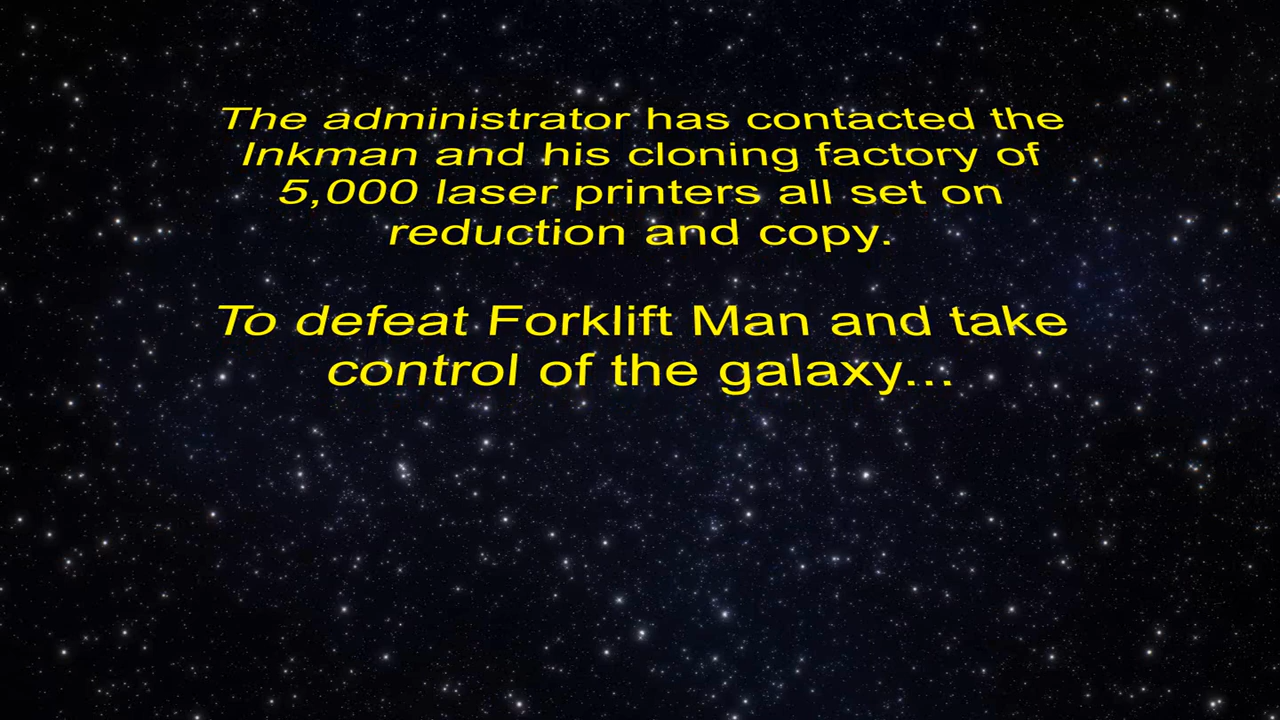 The administrator has contacted the
Inkman and his cloning factory of
5,000 laser printers all set on
reduction and copy.
To defeat Forklift Man and take
control of the galaxy...